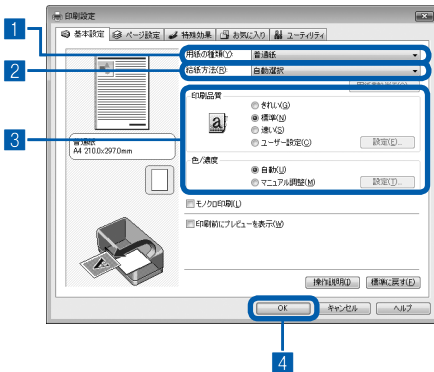 印刷設定
基本設定 ページ設定 特殊効果 お気に入り ユーティリティ
1 用紙の種類(Y): 普通紙
2 給紙方法(R): 自動選択
3
印刷品質
きれい(G)
標準(N)
速い(S)
ユーザー設定(C) 設定(E)...
普通紙
A4 210.0x297.0mm
色/濃度
自動(U)
マニュアル調整(M) 設定(T)...
モノクロ印刷(L)
印刷前にプレビューを表示(W)
操作説明(I) 標準に戻す(F)
OK キャンセル ヘルプ
4